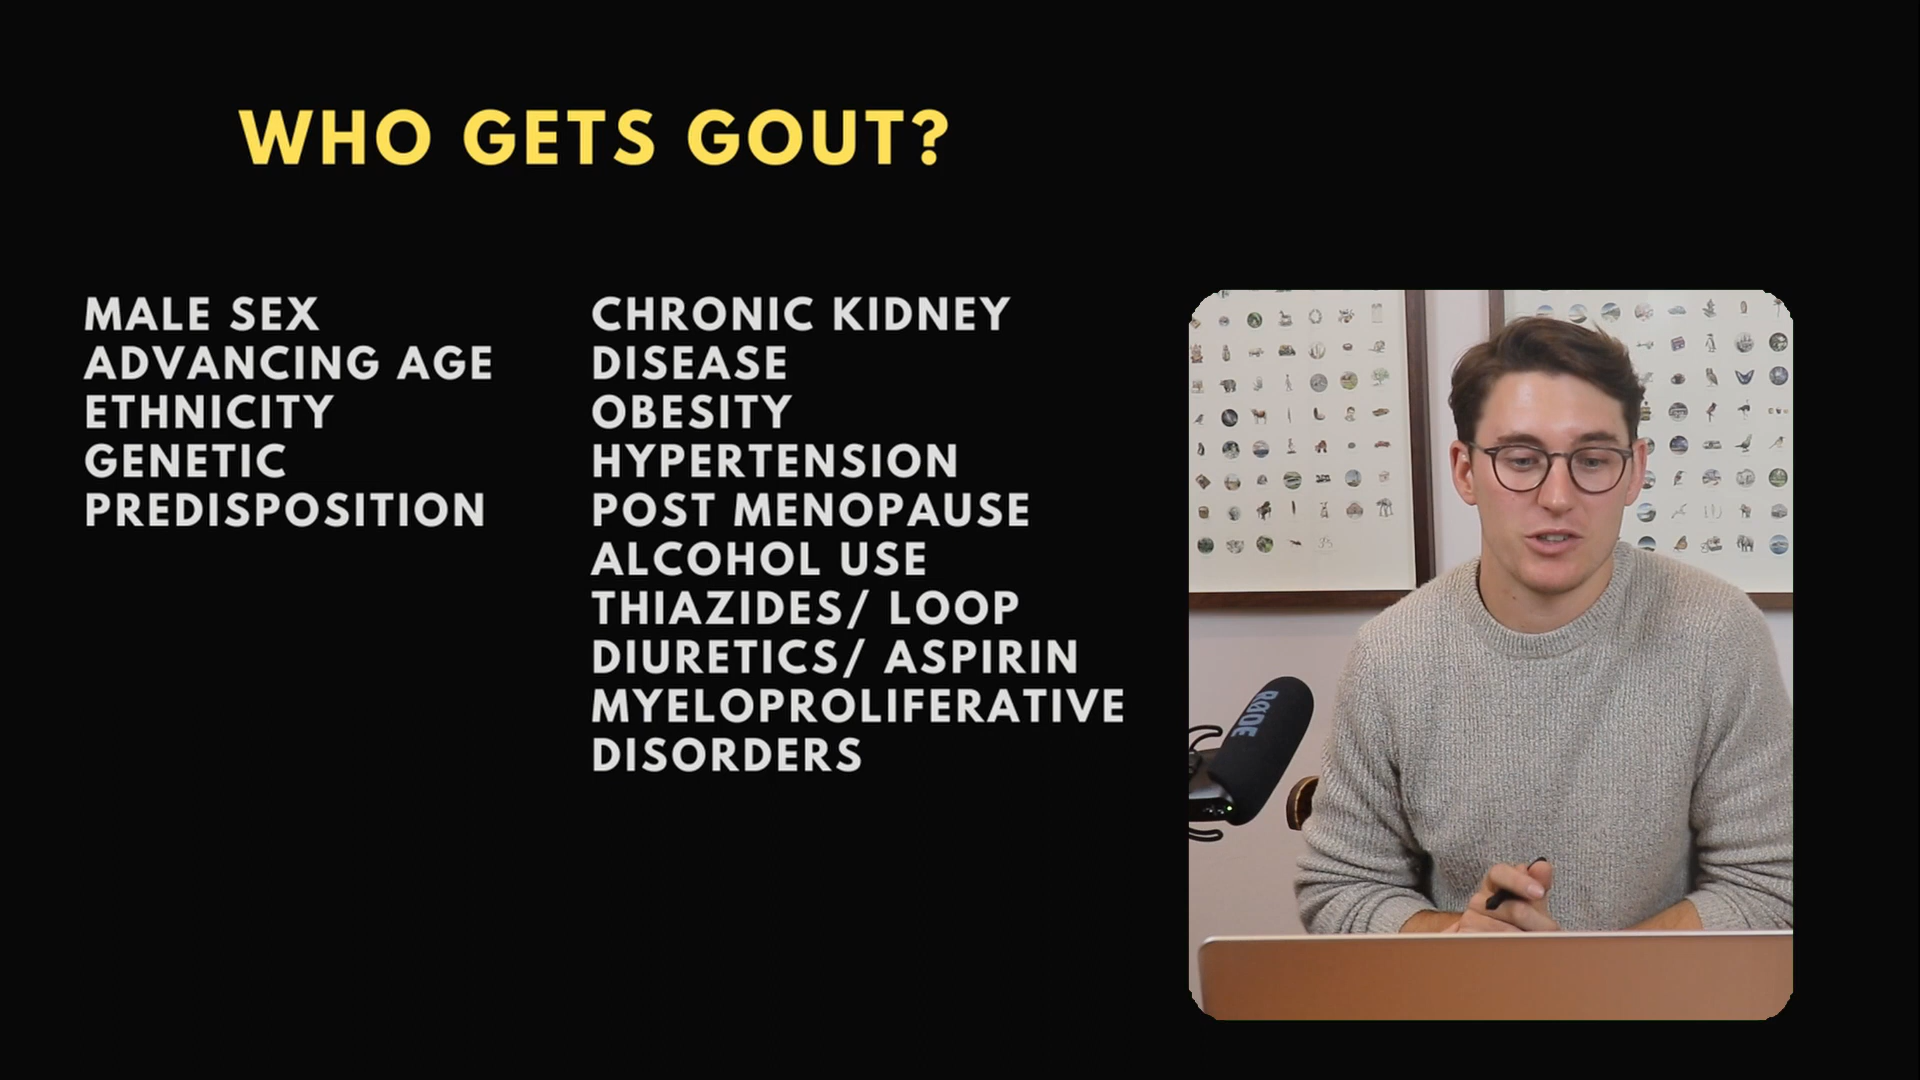 WHO GETS GOUT?
MALE SEX
ADVANCING AGE
ETHNICITY
GENETIC
PREDISPOSITION
CHRONIC KIDNEY
DISEASE
OBESITY
HYPERTENSION
POST MENOPAUSE
ALCOHOL USE
THIAZIDES/ LOOP
DIURETICS/ ASPIRIN
MYELOPROLIFERATIVE
DISORDERS
RØDE